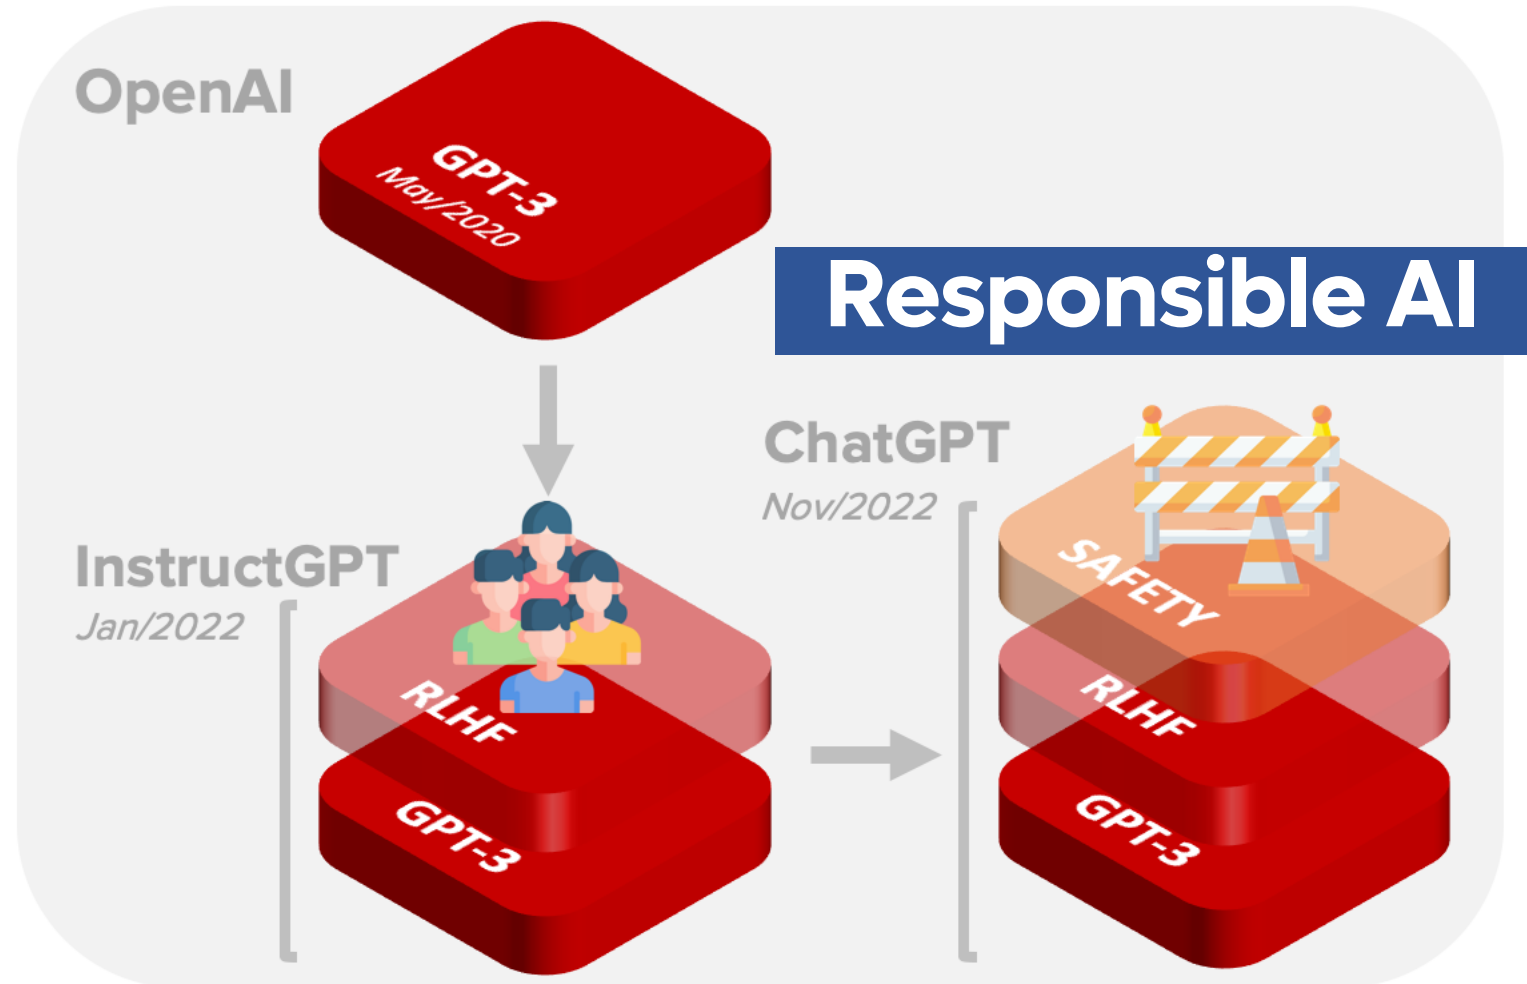 OpenAI
GPT-3
May/2020
Responsible AI
InstructGPT
Jan/2022
RLHF
GPT-3
ChatGPT
Nov/2022
SAFETY
RLHF
GPT-3